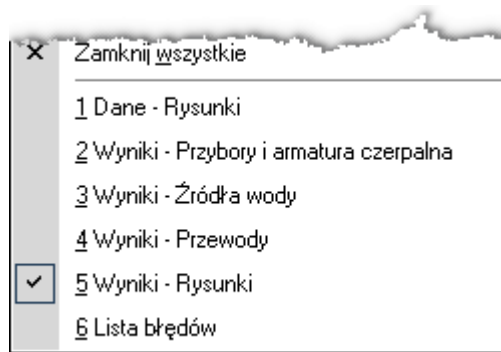 Zamknij wszystkie
1 Dane - Rysunki
2 Wyniki - Przybory i armatura czerpalna
3 Wyniki - Źródła wody
4 Wyniki - Przewody
5 Wyniki - Rysunki
6 Lista błędów